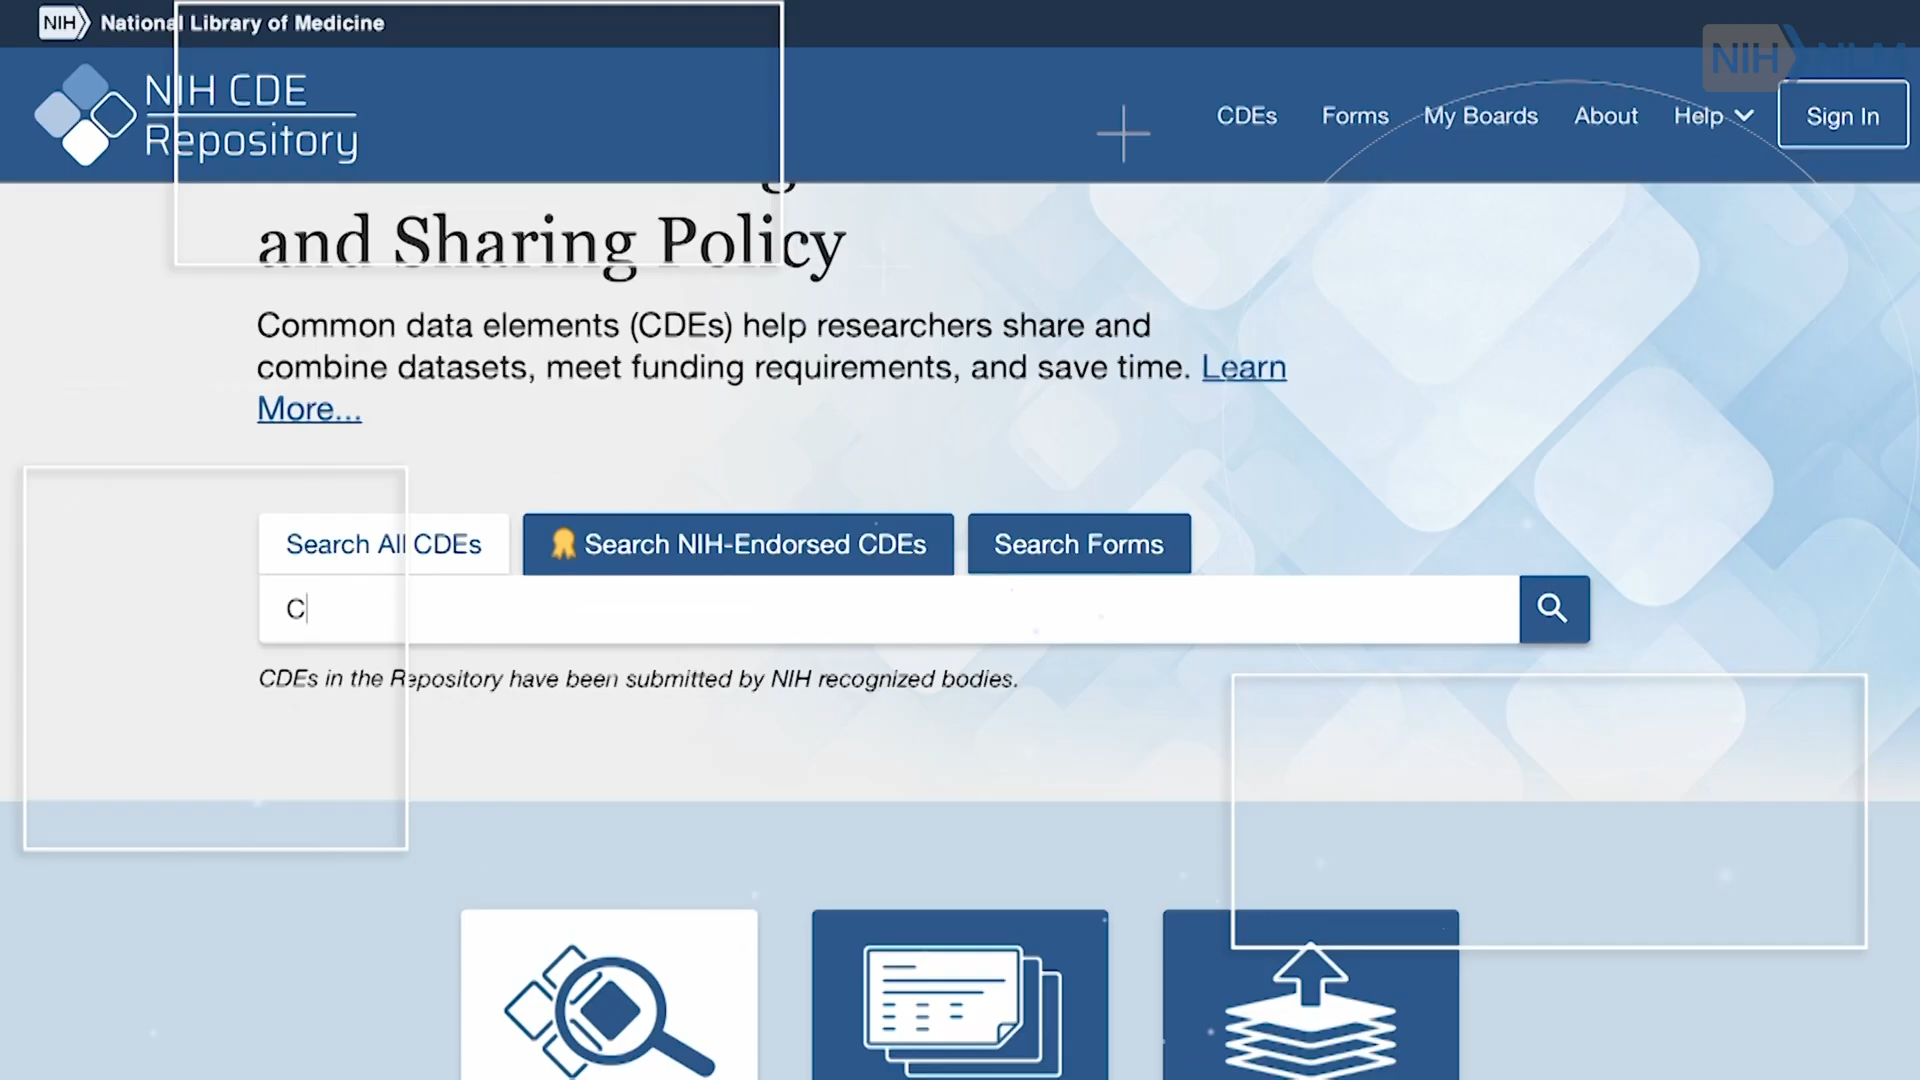 NIH National Library of Medicine
NIH NLM
NIH CDE
Repository
CDEs Forms My Boards About Help Sign In
and Sharing Policy
Common data elements (CDEs) help researchers share and
combine datasets, meet funding requirements, and save time. Learn
More...
Search All CDEs Search NIH-Endorsed CDEs Search Forms
C
CDEs in the Repository have been submitted by NIH recognized bodies.